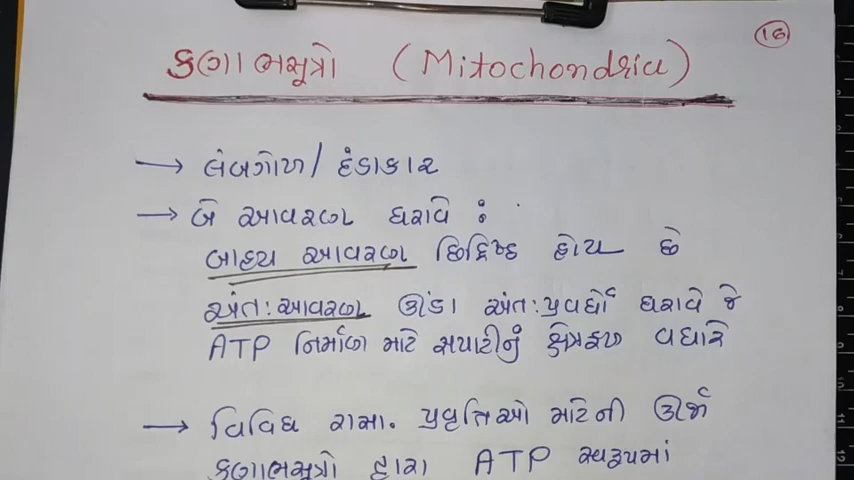 16
કણાભસૂત્રો (Mitochondria)
→ લંબગોળ / દંડાકાર
→ બે આવરણ ધરાવે :
બાહ્ય આવરણ છિદ્રિષ્ઠ હોય છે
અંતઃઆવરણ ઊંડા અંતઃપ્રવર્ધો ધરાવે જે
ATP નિર્માણ માટે સપાટીનું ક્ષેત્રફળ વધારે
→ વિવિધ રાસા. પ્રવૃત્તિઓ માટેની ઊર્જા
કણાભસૂત્રો દ્વારા ATP સ્વરૂપમાં